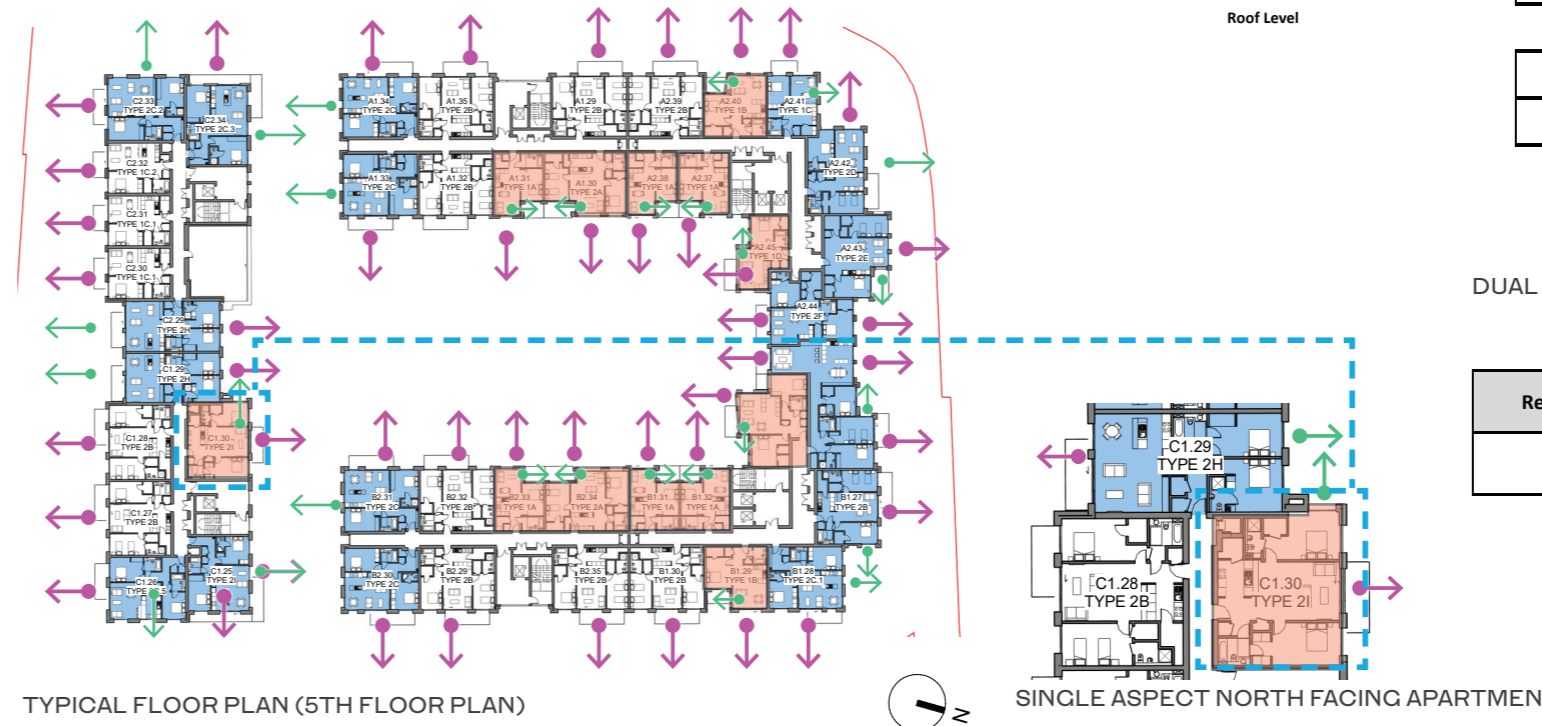 Roof Level
C2.33
TYPE 2C.2
C2.34
TYPE 2C.3
C2.32
TYPE 1C.2
C2.31
TYPE 1C.1
C2.30
TYPE 1C.1
C2.29
TYPE 2H
C1.29
TYPE 2H
C1.28
TYPE 2B
C1.30
TYPE 2I
C1.27
TYPE 2B
C1.26
C1.25
TYPE 2I
A1.34
TYPE 2C
A1.35
TYPE 2B
A1.29
TYPE 2B
A2.39
TYPE 2B
A2.40
TYPE 1B
A2.41
TYPE 1C
A1.33
TYPE 2C
A1.32
TYPE 2B
A1.31
TYPE 1A
A1.30
TYPE 2A
A2.38
TYPE 1A
A2.37
TYPE 1A
A2.42
TYPE 2D
A2.45
TYPE 1D
A2.43
TYPE 2E
A2.44
TYPE 2F
B2.31
TYPE 2C
B2.32
TYPE 2B
B2.33
TYPE 1A
B2.34
TYPE 2A
B1.31
TYPE 1A
B1.32
TYPE 1A
B1.27
TYPE 2B
B2.30
TYPE 2C
B2.29
TYPE 2B
B2.35
TYPE 2B
B1.30
TYPE 2B
B1.29
TYPE 1B
B1.28
TYPE 2C.1
DUAL
Re
C1.29
TYPE 2H
C1.28
TYPE 2B
C1.30
TYPE 2I
TYPICAL FLOOR PLAN (5TH FLOOR PLAN)
N
SINGLE ASPECT NORTH FACING APARTMEN